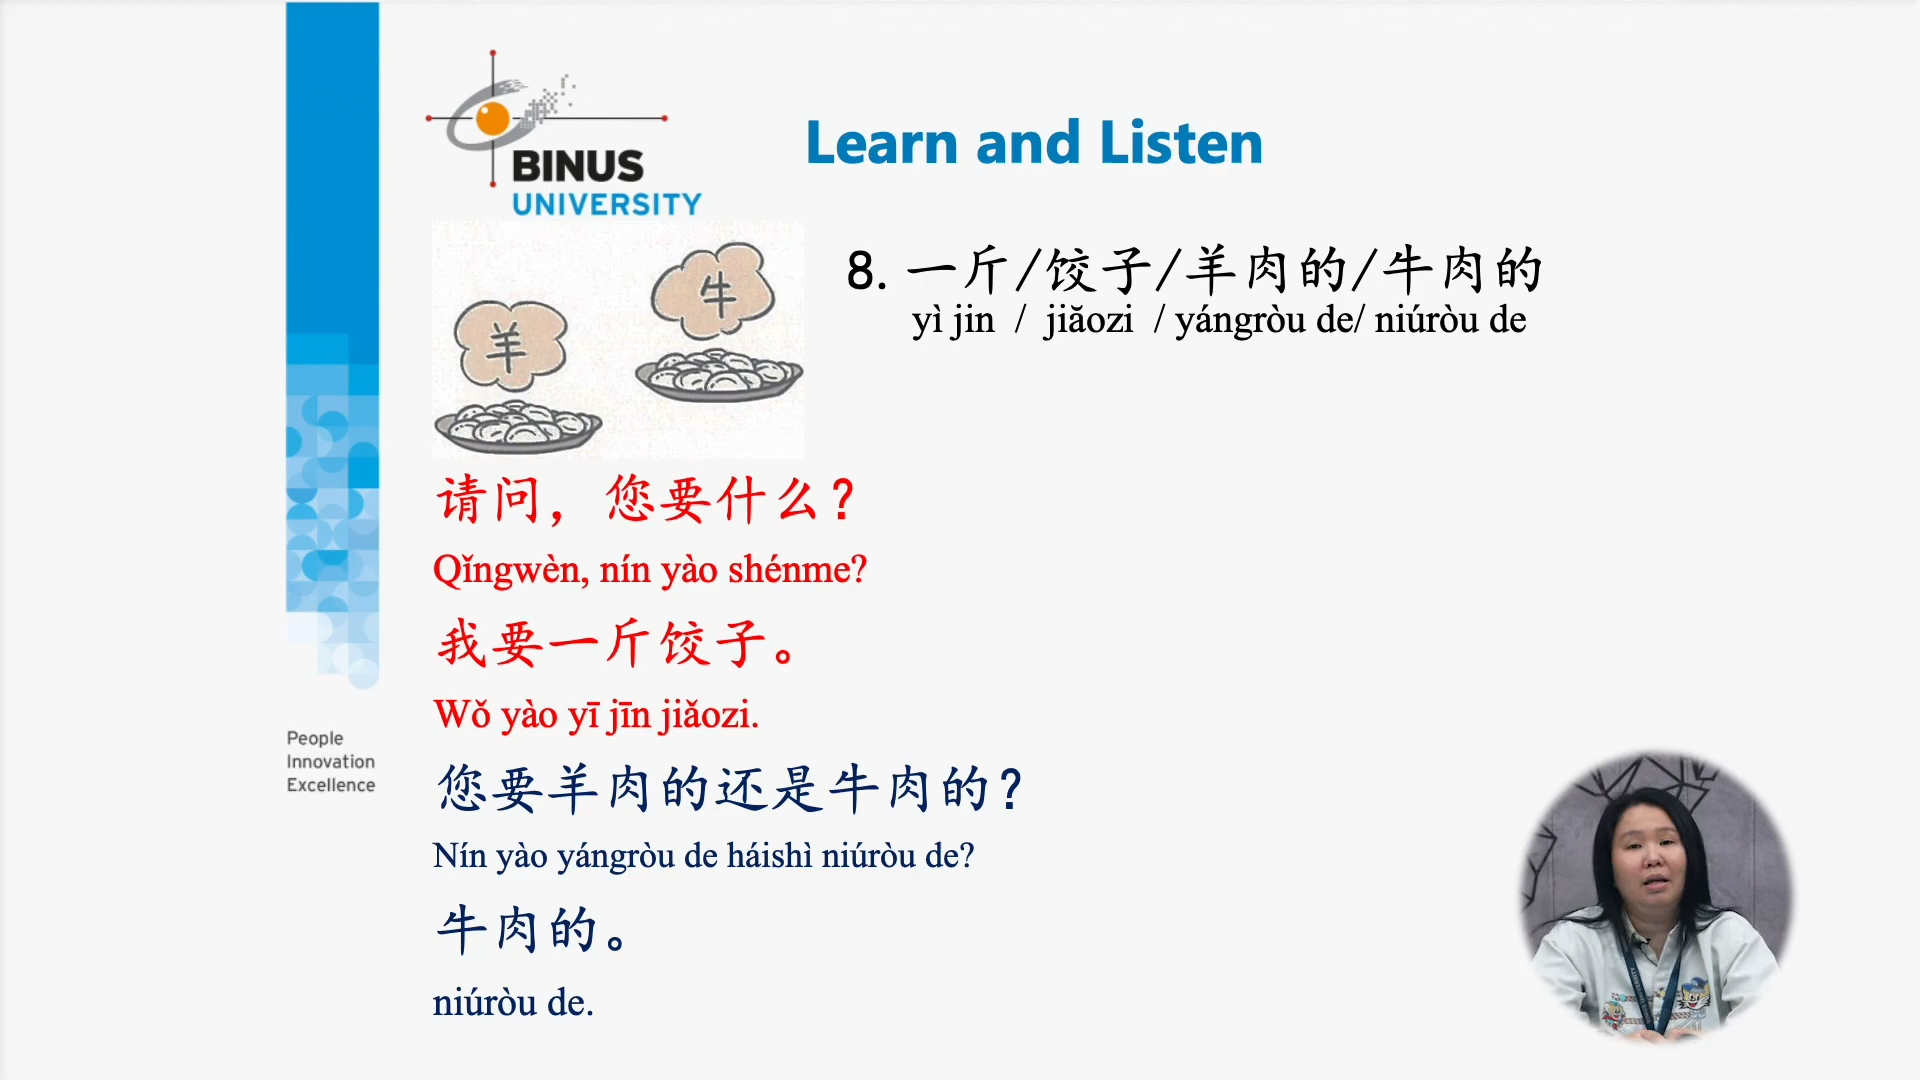 BINUS
UNIVERSITY
Learn and Listen
羊
牛
8. 一斤/饺子/羊肉的/牛肉的
yì jin / jiǎozi / yángròu de/ niúròu de
请问，您要什么？
Qǐngwèn, nín yào shénme?
我要一斤饺子。
Wǒ yào yī jīn jiǎozi.
您要羊肉的还是牛肉的？
Nín yào yángròu de háishì niúròu de?
牛肉的。
niúròu de.
People
Innovation
Excellence